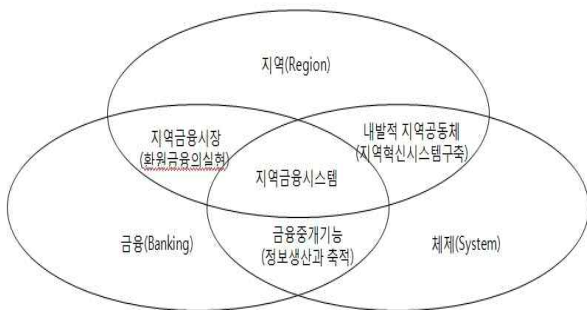 지역(Region)
지역금융시장
(환원금융의실현)
내발적 지역공동체
(지역혁신시스템구축)
지역금융시스템
금융(Banking)
금융중개기능
(정보생산과 축적)
체제(System)